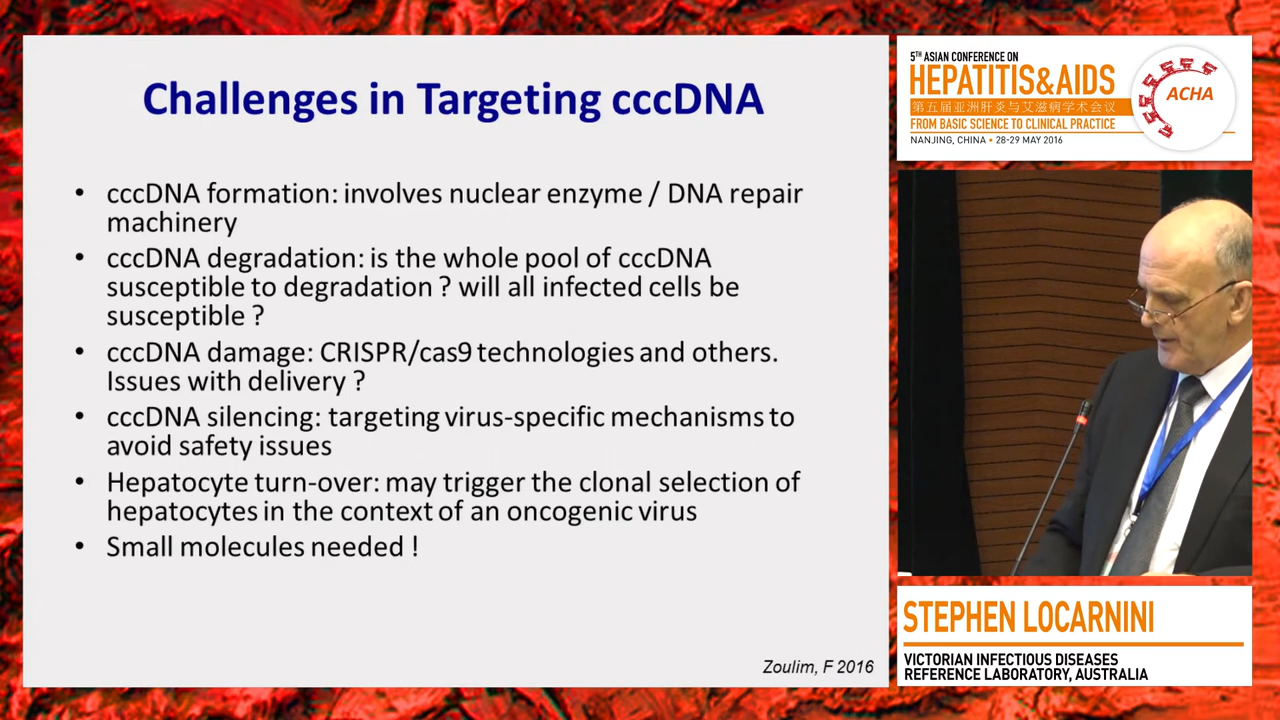 Challenges in Targeting cccDNA
• cccDNA formation: involves nuclear enzyme / DNA repair
machinery
• cccDNA degradation: is the whole pool of cccDNA
susceptible to degradation ? will all infected cells be
susceptible ?
• cccDNA damage: CRISPR/cas9 technologies and others.
Issues with delivery ?
• cccDNA silencing: targeting virus-specific mechanisms to
avoid safety issues
• Hepatocyte turn-over: may trigger the clonal selection of
hepatocytes in the context of an oncogenic virus
• Small molecules needed !
Zoulim, F 2016
5TH ASIAN CONFERENCE ON
HEPATITIS&AIDS
第五届亚洲肝炎与艾滋病学术会议
FROM BASIC SCIENCE TO CLINICAL PRACTICE
NANJING, CHINA • 28-29 MAY 2016
ACHA
STEPHEN LOCARNINI
VICTORIAN INFECTIOUS DISEASES
REFERENCE LABORATORY, AUSTRALIA